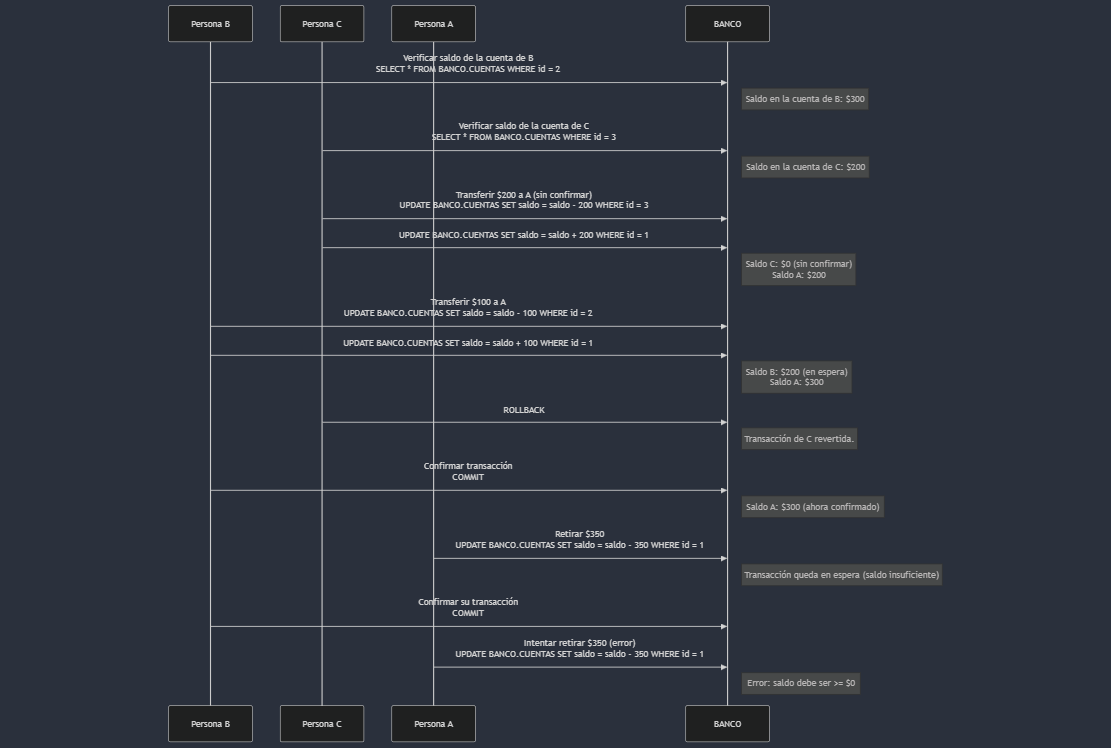 Persona B
Persona C
Persona A
BANCO
Verificar saldo de la cuenta de B
SELECT * FROM BANCO.CUENTAS WHERE id = 2
Saldo en la cuenta de B: $300
Verificar saldo de la cuenta de C
SELECT * FROM BANCO.CUENTAS WHERE id = 3
Saldo en la cuenta de C: $200
Transferir $200 a A (sin confirmar)
UPDATE BANCO.CUENTAS SET saldo = saldo - 200 WHERE id = 3
UPDATE BANCO.CUENTAS SET saldo = saldo + 200 WHERE id = 1
Saldo C: $0 (sin confirmar)
Saldo A: $200
Transferir $100 a A
UPDATE BANCO.CUENTAS SET saldo = saldo - 100 WHERE id = 2
UPDATE BANCO.CUENTAS SET saldo = saldo + 100 WHERE id = 1
Saldo B: $200 (en espera)
Saldo A: $300
ROLLBACK
Transacción de C revertida.
Confirmar transacción
COMMIT
Saldo A: $300 (ahora confirmado)
Retirar $350
UPDATE BANCO.CUENTAS SET saldo = saldo - 350 WHERE id = 1
Transacción queda en espera (saldo insuficiente)
Confirmar su transacción
COMMIT
Intentar retirar $350 (error)
UPDATE BANCO.CUENTAS SET saldo = saldo - 350 WHERE id = 1
Error: saldo debe ser >= $0
Persona B
Persona C
Persona A
BANCO